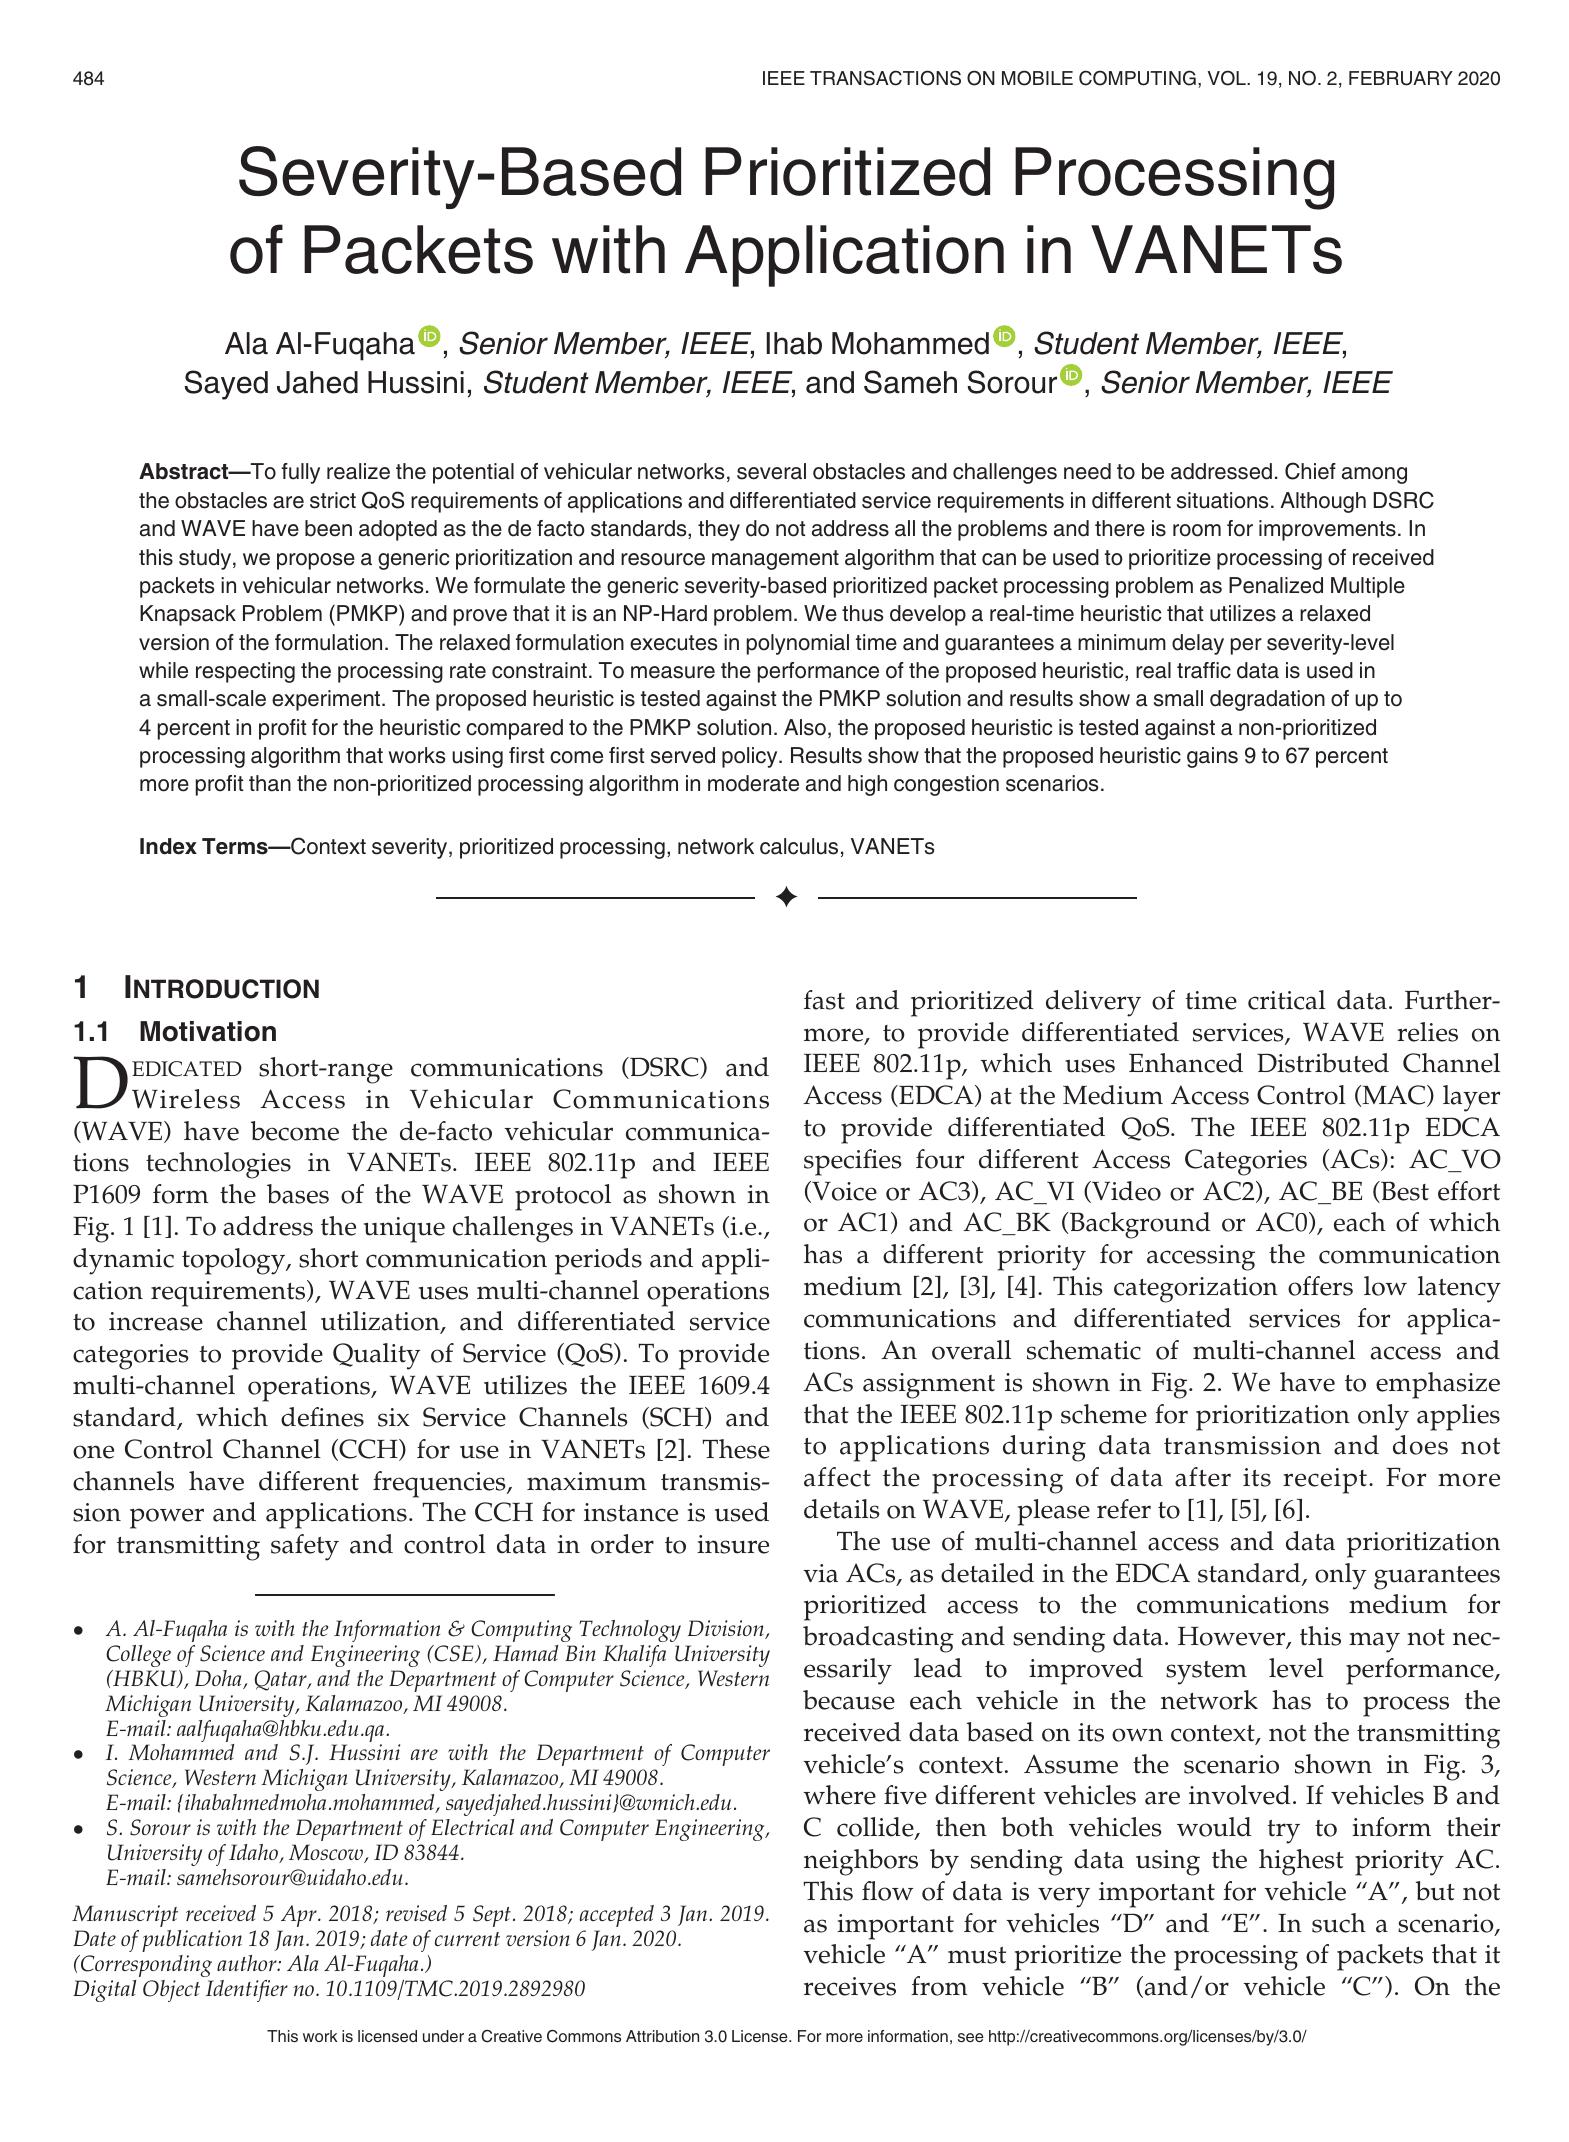 484
IEEE TRANSACTIONS ON MOBILE COMPUTING, VOL. 19, NO. 2, FEBRUARY 2020
Severity-Based Prioritized Processing
of Packets with Application in VANETs
Ala Al-Fuqaha, Senior Member, IEEE, Ihab Mohammed, Student Member, IEEE,
Sayed Jahed Hussini, Student Member, IEEE, and Sameh Sorour, Senior Member, IEEE
Abstract—To fully realize the potential of vehicular networks, several obstacles and challenges need to be addressed. Chief among
the obstacles are strict QoS requirements of applications and differentiated service requirements in different situations. Although DSRC
and WAVE have been adopted as the de facto standards, they do not address all the problems and there is room for improvements. In
this study, we propose a generic prioritization and resource management algorithm that can be used to prioritize processing of received
packets in vehicular networks. We formulate the generic severity-based prioritized packet processing problem as Penalized Multiple
Knapsack Problem (PMKP) and prove that it is an NP-Hard problem. We thus develop a real-time heuristic that utilizes a relaxed
version of the formulation. The relaxed formulation executes in polynomial time and guarantees a minimum delay per severity-level
while respecting the processing rate constraint. To measure the performance of the proposed heuristic, real traffic data is used in
a small-scale experiment. The proposed heuristic is tested against the PMKP solution and results show a small degradation of up to
4 percent in profit for the heuristic compared to the PMKP solution. Also, the proposed heuristic is tested against a non-prioritized
processing algorithm that works using first come first served policy. Results show that the proposed heuristic gains 9 to 67 percent
more profit than the non-prioritized processing algorithm in moderate and high congestion scenarios.
Index Terms—Context severity, prioritized processing, network calculus, VANETs
1 INTRODUCTION
1.1 Motivation
DEDICATED short-range communications (DSRC) and
Wireless Access in Vehicular Communications
(WAVE) have become the de-facto vehicular communica-
tions technologies in VANETs. IEEE 802.11p and IEEE
P1609 form the bases of the WAVE protocol as shown in
Fig. 1 [1]. To address the unique challenges in VANETs (i.e.,
dynamic topology, short communication periods and appli-
cation requirements), WAVE uses multi-channel operations
to increase channel utilization, and differentiated service
categories to provide Quality of Service (QoS). To provide
multi-channel operations, WAVE utilizes the IEEE 1609.4
standard, which defines six Service Channels (SCH) and
one Control Channel (CCH) for use in VANETs [2]. These
channels have different frequencies, maximum transmis-
sion power and applications. The CCH for instance is used
for transmitting safety and control data in order to insure
• A. Al-Fuqaha is with the Information & Computing Technology Division,
College of Science and Engineering (CSE), Hamad Bin Khalifa University
(HBKU), Doha, Qatar, and the Department of Computer Science, Western
Michigan University, Kalamazoo, MI 49008.
E-mail: aalfuqaha@hbku.edu.qa.
• I. Mohammed and S.J. Hussini are with the Department of Computer
Science, Western Michigan University, Kalamazoo, MI 49008.
E-mail: {ihabahmedmoha.mohammed, sayedjahed.hussini}@wmich.edu.
• S. Sorour is with the Department of Electrical and Computer Engineering,
University of Idaho, Moscow, ID 83844.
E-mail: samehsorour@uidaho.edu.
Manuscript received 5 Apr. 2018; revised 5 Sept. 2018; accepted 3 Jan. 2019.
Date of publication 18 Jan. 2019; date of current version 6 Jan. 2020.
(Corresponding author: Ala Al-Fuqaha.)
Digital Object Identifier no. 10.1109/TMC.2019.2892980
fast and prioritized delivery of time critical data. Further-
more, to provide differentiated services, WAVE relies on
IEEE 802.11p, which uses Enhanced Distributed Channel
Access (EDCA) at the Medium Access Control (MAC) layer
to provide differentiated QoS. The IEEE 802.11p EDCA
specifies four different Access Categories (ACs): AC_VO
(Voice or AC3), AC_VI (Video or AC2), AC_BE (Best effort
or AC1) and AC_BK (Background or AC0), each of which
has a different priority for accessing the communication
medium [2], [3], [4]. This categorization offers low latency
communications and differentiated services for applica-
tions. An overall schematic of multi-channel access and
ACs assignment is shown in Fig. 2. We have to emphasize
that the IEEE 802.11p scheme for prioritization only applies
to applications during data transmission and does not
affect the processing of data after its receipt. For more
details on WAVE, please refer to [1], [5], [6].
The use of multi-channel access and data prioritization
via ACs, as detailed in the EDCA standard, only guarantees
prioritized access to the communications medium for
broadcasting and sending data. However, this may not nec-
essarily lead to improved system level performance,
because each vehicle in the network has to process the
received data based on its own context, not the transmitting
vehicle's context. Assume the scenario shown in Fig. 3,
where five different vehicles are involved. If vehicles B and
C collide, then both vehicles would try to inform their
neighbors by sending data using the highest priority AC.
This flow of data is very important for vehicle “A”, but not
as important for vehicles “D” and “E”. In such a scenario,
vehicle “A” must prioritize the processing of packets that it
receives from vehicle “B” (and/or vehicle “C”). On the
This work is licensed under a Creative Commons Attribution 3.0 License. For more information, see http://creativecommons.org/licenses/by/3.0/